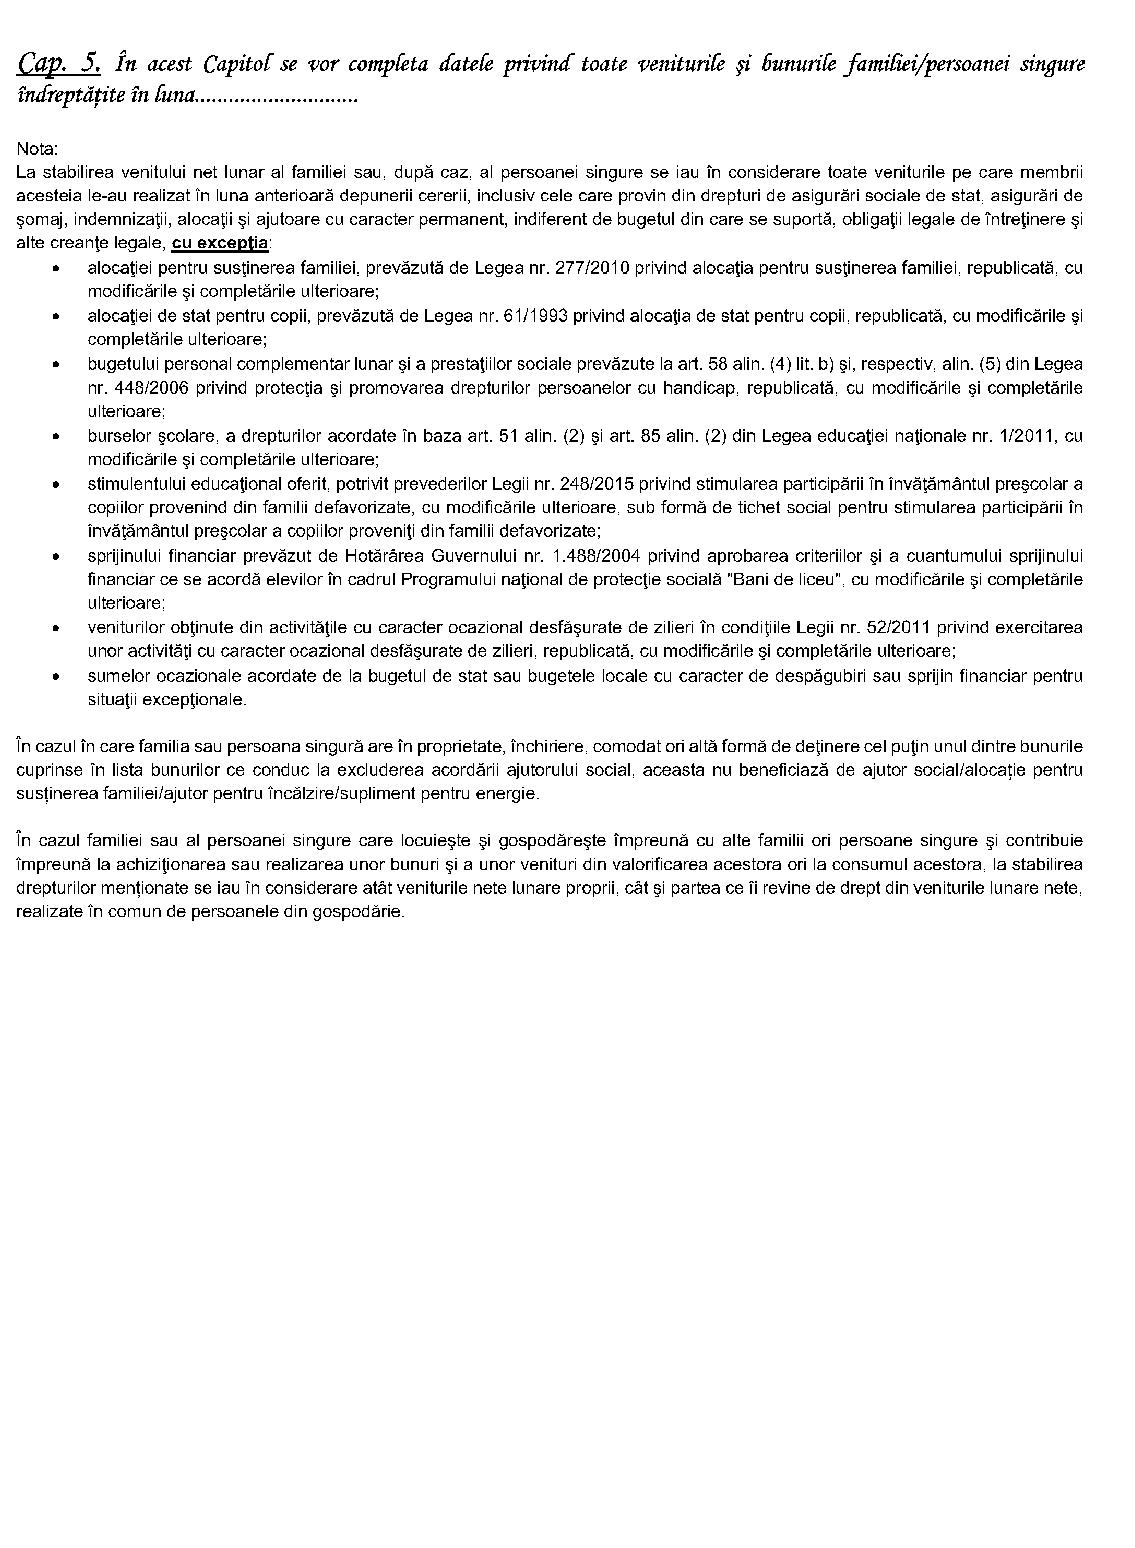 Cap. 5. În acest Capitol se vor completa datele privind toate veniturile şi bunurile familiei/persoanei singure
îndreptățite în luna.............................
Nota:
La stabilirea venitului net lunar al familiei sau, după caz, al persoanei singure se iau în considerare toate veniturile pe care membrii
acesteia le-au realizat în luna anterioară depunerii cererii, inclusiv cele care provin din drepturi de asigurări sociale de stat, asigurări de
şomaj, indemnizaţii, alocaţii şi ajutoare cu caracter permanent, indiferent de bugetul din care se suportă, obligaţii legale de întreţinere şi
alte creanţe legale, cu excepţia:
• alocaţiei pentru susţinerea familiei, prevăzută de Legea nr. 277/2010 privind alocaţia pentru susţinerea familiei, republicată, cu
modificările şi completările ulterioare;
• alocaţiei de stat pentru copii, prevăzută de Legea nr. 61/1993 privind alocaţia de stat pentru copii, republicată, cu modificările şi
completările ulterioare;
• bugetului personal complementar lunar şi a prestaţiilor sociale prevăzute la art. 58 alin. (4) lit. b) şi, respectiv, alin. (5) din Legea
nr. 448/2006 privind protecţia şi promovarea drepturilor persoanelor cu handicap, republicată, cu modificările şi completările
ulterioare;
• burselor şcolare, a drepturilor acordate în baza art. 51 alin. (2) şi art. 85 alin. (2) din Legea educaţiei naţionale nr. 1/2011, cu
modificările şi completările ulterioare;
• stimulentului educaţional oferit, potrivit prevederilor Legii nr. 248/2015 privind stimularea participării în învăţământul preşcolar a
copiilor provenind din familii defavorizate, cu modificările ulterioare, sub formă de tichet social pentru stimularea participării în
învăţământul preşcolar a copiilor proveniţi din familii defavorizate;
• sprijinului financiar prevăzut de Hotărârea Guvernului nr. 1.488/2004 privind aprobarea criteriilor şi a cuantumului sprijinului
financiar ce se acordă elevilor în cadrul Programului naţional de protecţie socială "Bani de liceu", cu modificările şi completările
ulterioare;
• veniturilor obţinute din activităţile cu caracter ocazional desfăşurate de zilieri în condiţiile Legii nr. 52/2011 privind exercitarea
unor activităţi cu caracter ocazional desfăşurate de zilieri, republicată, cu modificările şi completările ulterioare;
• sumelor ocazionale acordate de la bugetul de stat sau bugetele locale cu caracter de despăgubiri sau sprijin financiar pentru
situaţii excepţionale.
În cazul în care familia sau persoana singură are în proprietate, închiriere, comodat ori altă formă de deţinere cel puţin unul dintre bunurile
cuprinse în lista bunurilor ce conduc la excluderea acordării ajutorului social, aceasta nu beneficiază de ajutor social/alocație pentru
susținerea familiei/ajutor pentru încălzire/supliment pentru energie.
În cazul familiei sau al persoanei singure care locuieşte şi gospodăreşte împreună cu alte familii ori persoane singure şi contribuie
împreună la achiziţionarea sau realizarea unor bunuri şi a unor venituri din valorificarea acestora ori la consumul acestora, la stabilirea
drepturilor menționate se iau în considerare atât veniturile nete lunare proprii, cât şi partea ce îi revine de drept din veniturile lunare nete,
realizate în comun de persoanele din gospodărie.